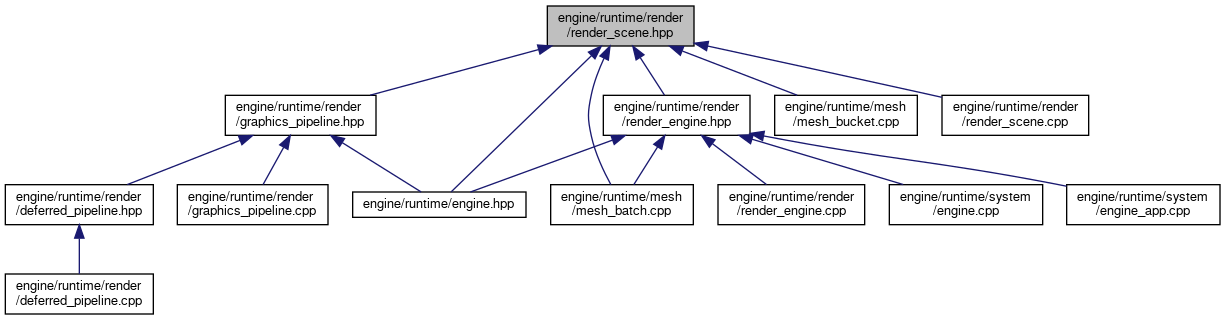 engine/runtime/render
/render_scene.hpp
engine/runtime/render
/graphics_pipeline.hpp
engine/runtime/render
/render_engine.hpp
engine/runtime/mesh
/mesh_bucket.cpp
engine/runtime/render
/render_scene.cpp
engine/runtime/render
/deferred_pipeline.hpp
engine/runtime/render
/graphics_pipeline.cpp
engine/runtime/engine.hpp
engine/runtime/mesh
/mesh_batch.cpp
engine/runtime/render
/render_engine.cpp
engine/runtime/system
/engine.cpp
engine/runtime/system
/engine_app.cpp
engine/runtime/render
/deferred_pipeline.cpp